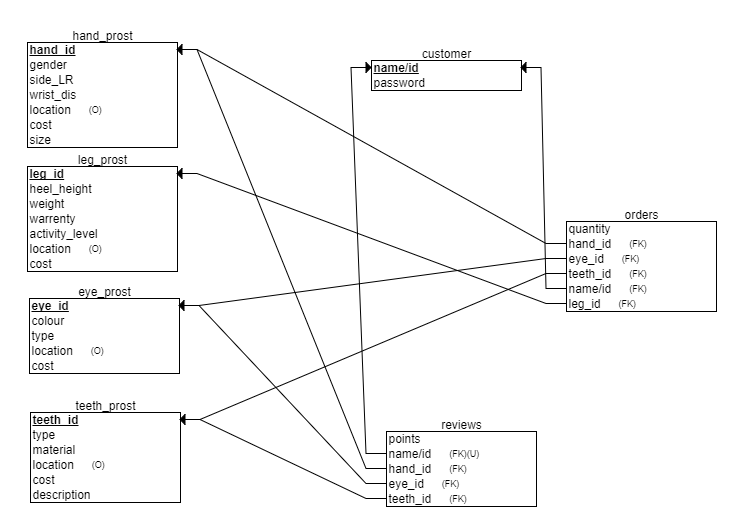 hand_prost
hand_id
gender
side_LR
wrist_dis
location (O)
cost
size
leg_prost
leg_id
heel_height
weight
warrenty
activity_level
location (O)
cost
eye_prost
eye_id
colour
type
location (O)
cost
teeth_prost
teeth_id
type
material
location (O)
cost
description
customer
name/id
password
orders
quantity
hand_id (FK)
eye_id (FK)
teeth_id (FK)
name/id (FK)
leg_id (FK)
reviews
points
name/id (FK)(U)
hand_id (FK)
eye_id (FK)
teeth_id (FK)